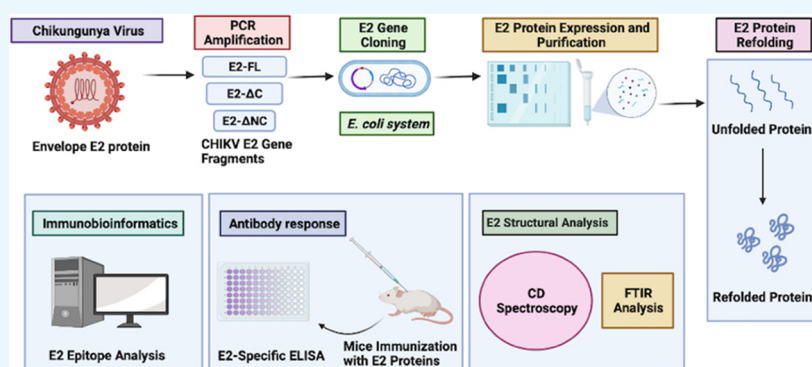 Chikungunya Virus
Envelope E2 protein
PCR
Amplification
E2-FL
E2-ΔC
E2-ΔNC
CHIKV E2 Gene
Fragments
E2 Gene
Cloning
E. coli system
E2 Protein Expression and
Purification
E2 Protein
Refolding
Unfolded Protein
Refolded Protein
Immunobioinformatics
E2 Epitope Analysis
Antibody response
E2-Specific ELISA
Mice Immunization
with E2 Proteins
E2 Structural Analysis
CD
Spectroscopy
FTIR
Analysis